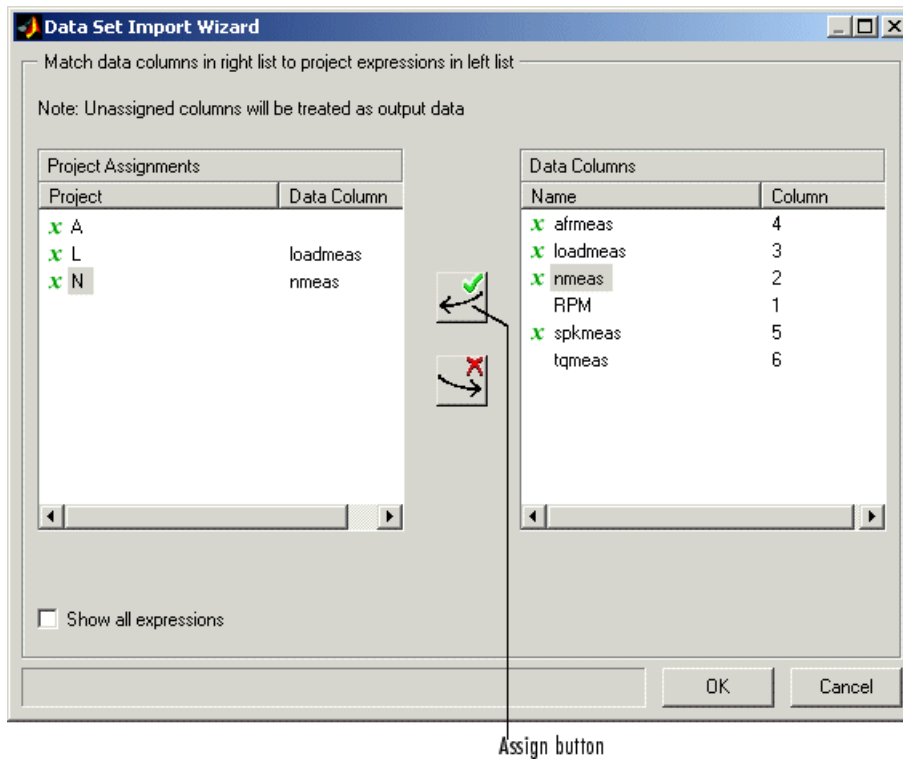 Data Set Import Wizard
Match data columns in right list to project expressions in left list
Note: Unassigned columns will be treated as output data
Project Assignments
Project Data Column
x A
x L loadmeas
x N nmeas
Data Columns
Name Column
x afrmeas 4
x loadmeas 3
x nmeas 2
RPM 1
x spkmeas 5
tqmeas 6
Show all expressions
OK
Cancel
Assign button